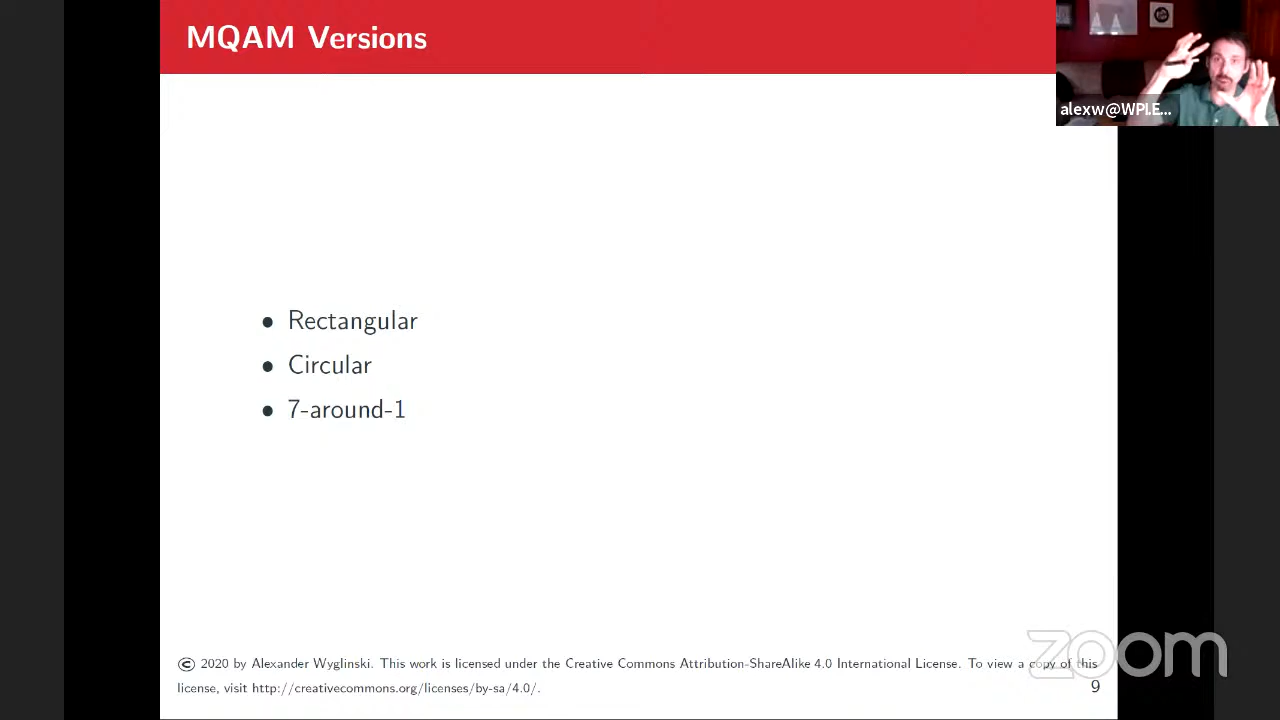 MQAM Versions
alexw@WPI.E...
• Rectangular
• Circular
• 7-around-1
© 2020 by Alexander Wyglinski. This work is licensed under the Creative Commons Attribution-ShareAlike 4.0 International License. To view a copy of this
license, visit http://creativecommons.org/licenses/by-sa/4.0/.
9
zoom